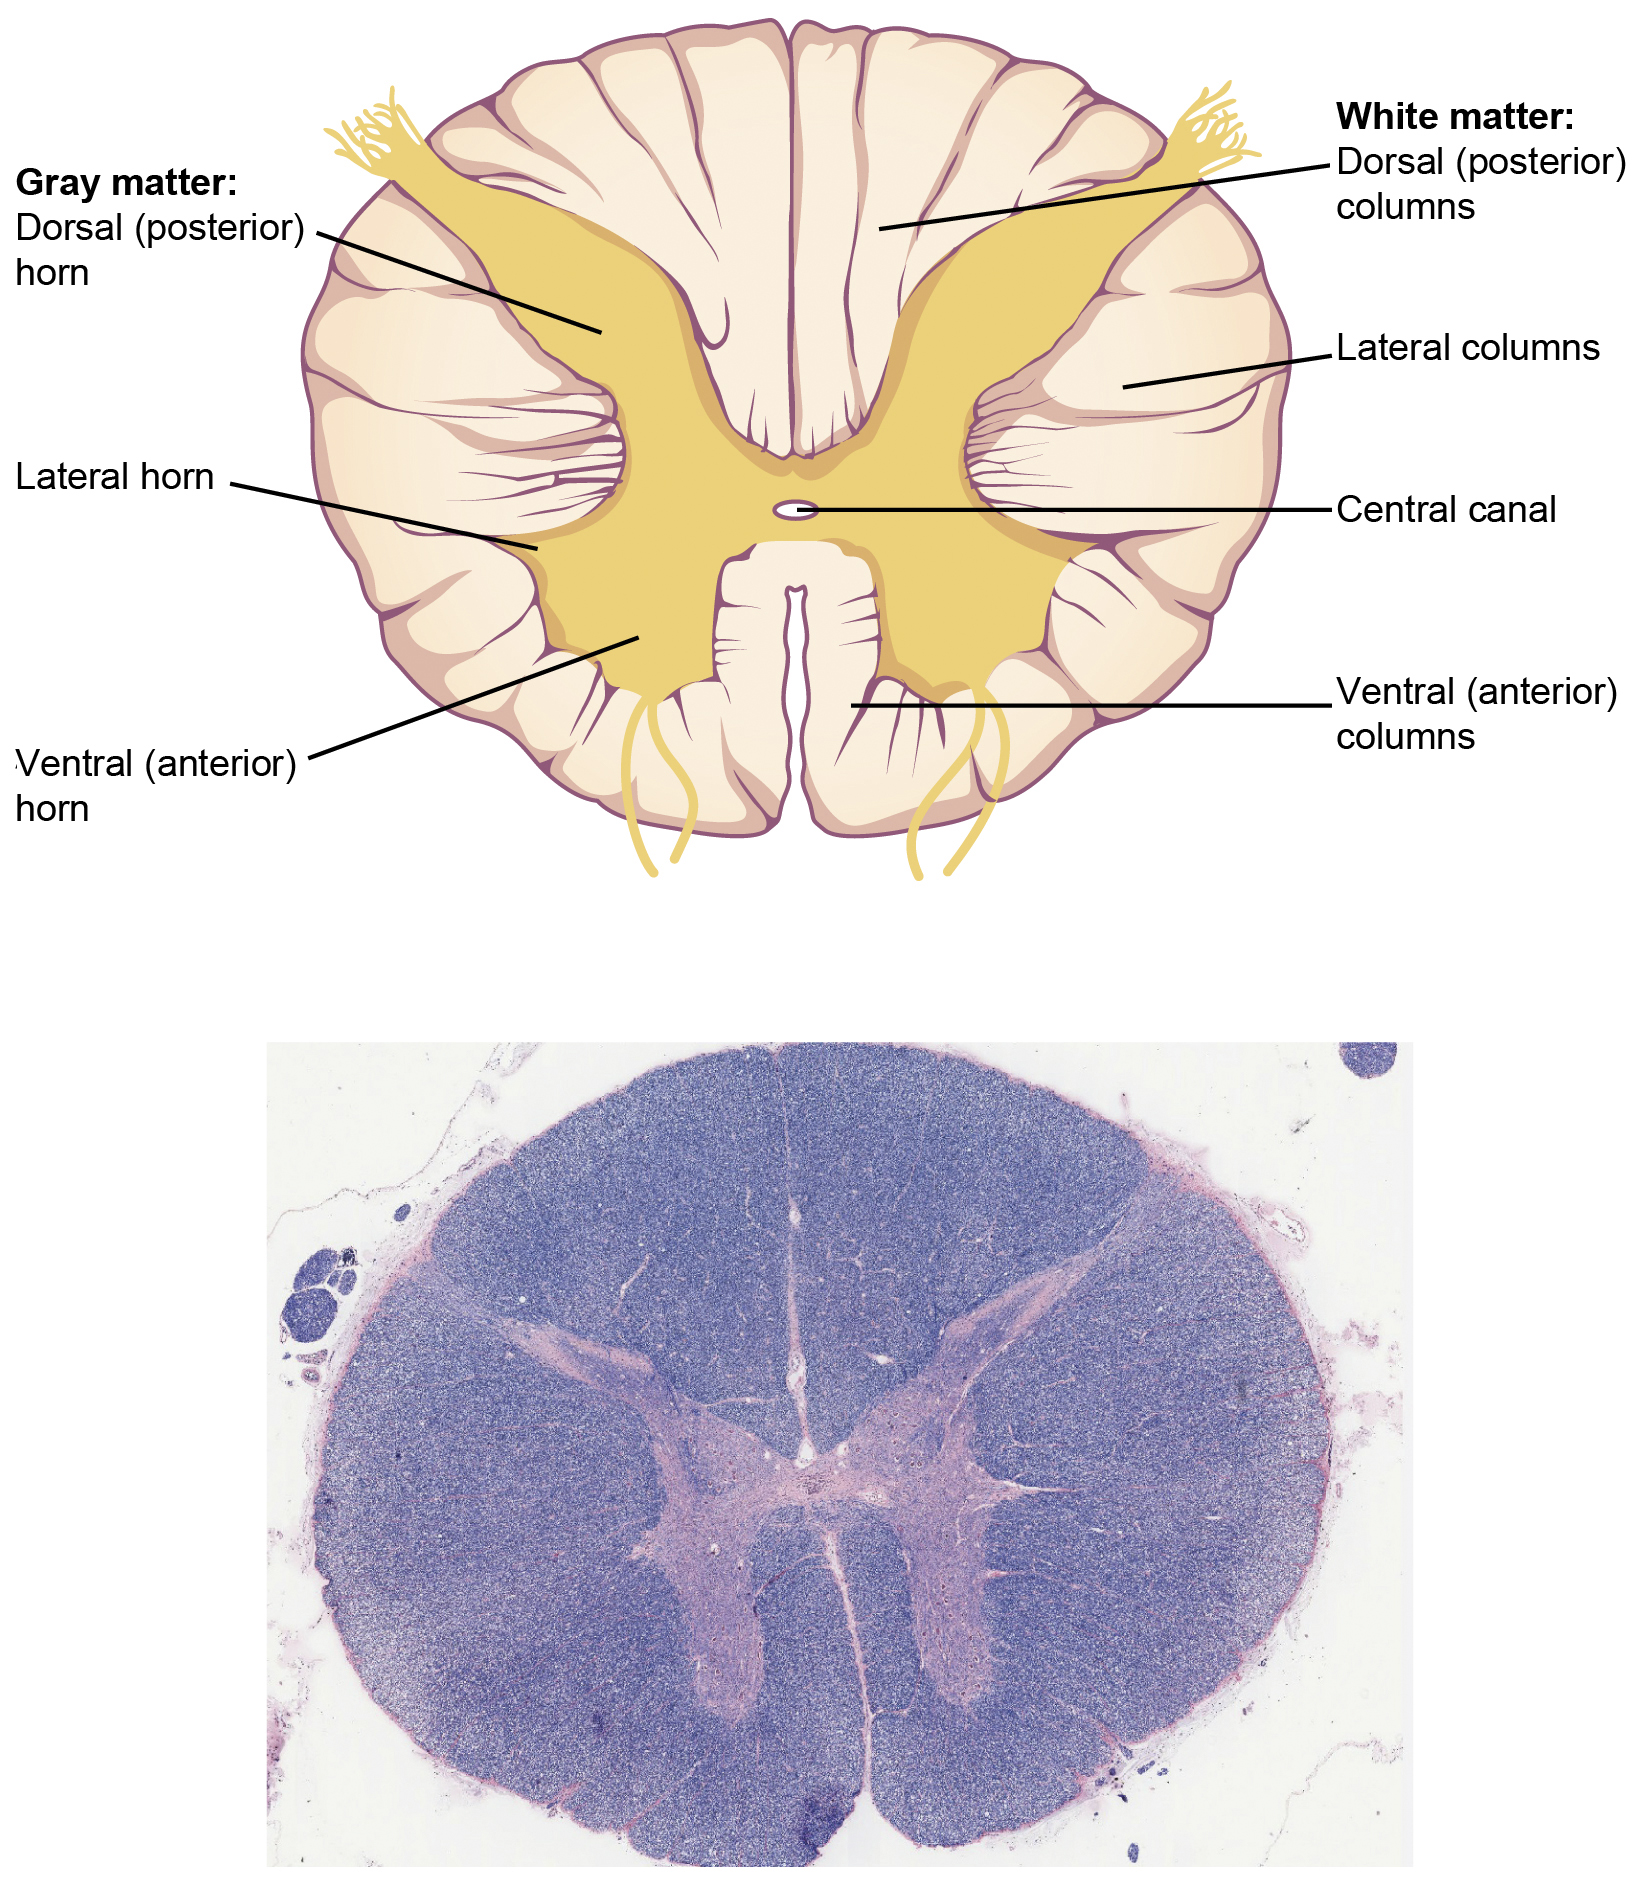 Gray matter:
Dorsal (posterior)
horn
Lateral horn
Ventral (anterior)
horn
White matter:
Dorsal (posterior)
columns
Lateral columns
Central canal
Ventral (anterior)
columns